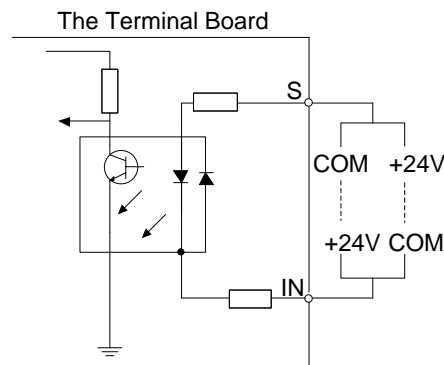 The Terminal Board
S
COM +24V
+24V COM
IN